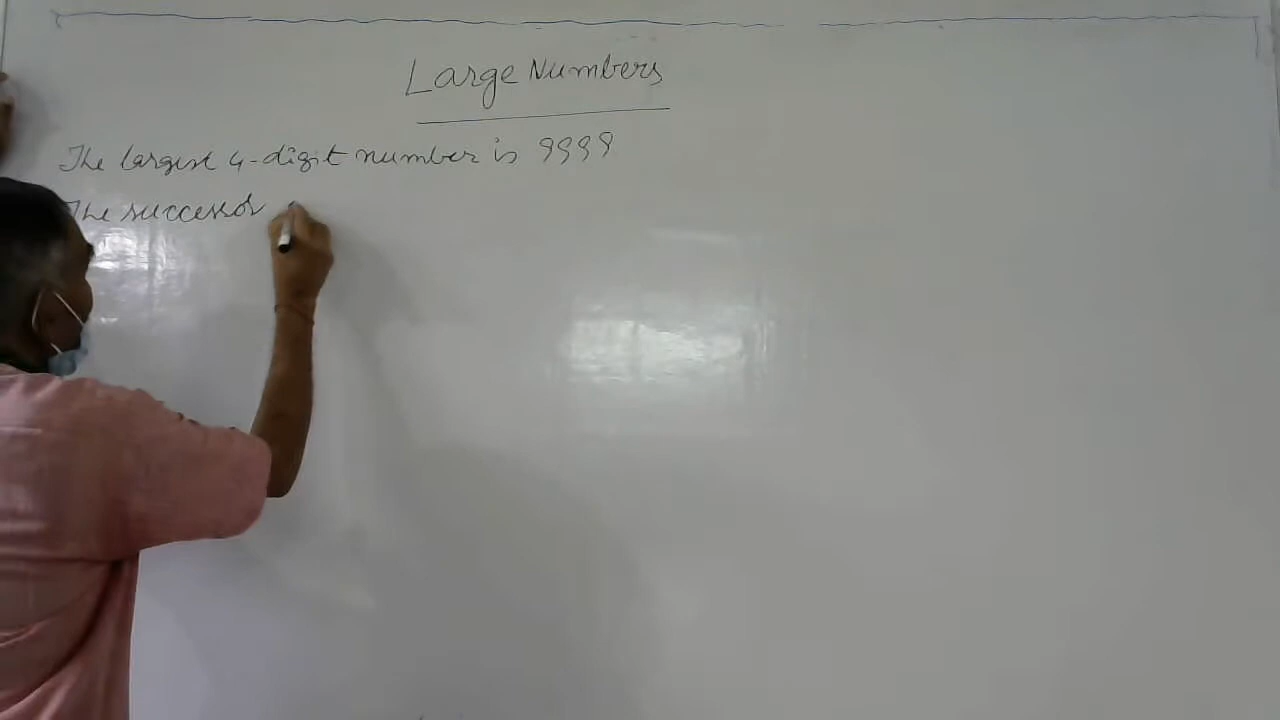 Large Numbers
The largest 4-digit number is 9999
The successor